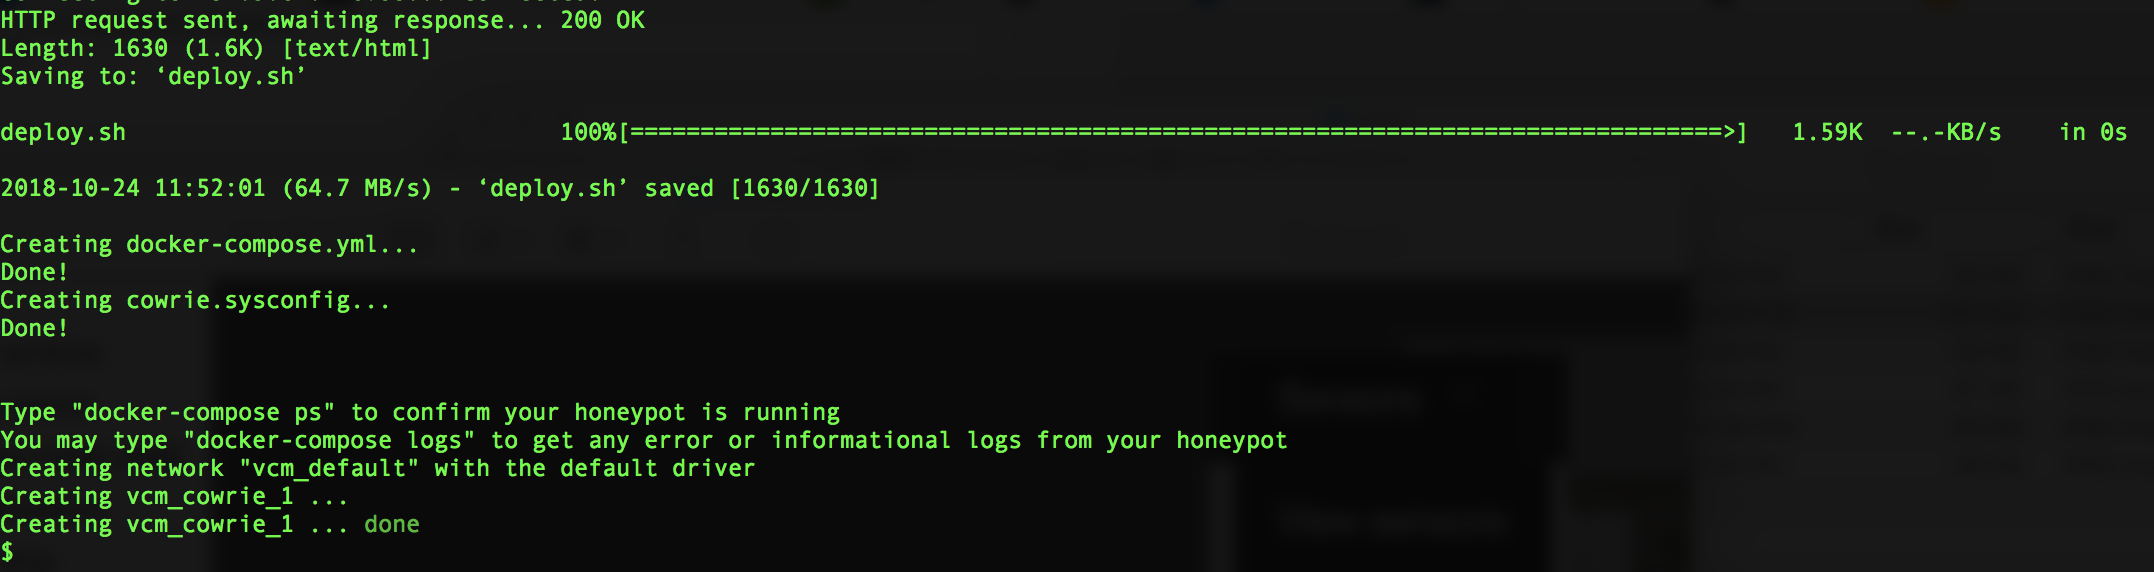 HTTP request sent, awaiting response... 200 OK
Length: 1630 (1.6K) [text/html]
Saving to: ‘deploy.sh’
deploy.sh 100%[==============================================================================>] 1.59K --.-KB/s in 0s
2018-10-24 11:52:01 (64.7 MB/s) - ‘deploy.sh’ saved [1630/1630]
Creating docker-compose.yml...
Done!
Creating cowrie.sysconfig...
Done!
Type "docker-compose ps" to confirm your honeypot is running
You may type "docker-compose logs" to get any error or informational logs from your honeypot
Creating network "vcm_default" with the default driver
Creating vcm_cowrie_1 ...
Creating vcm_cowrie_1 ... done
$